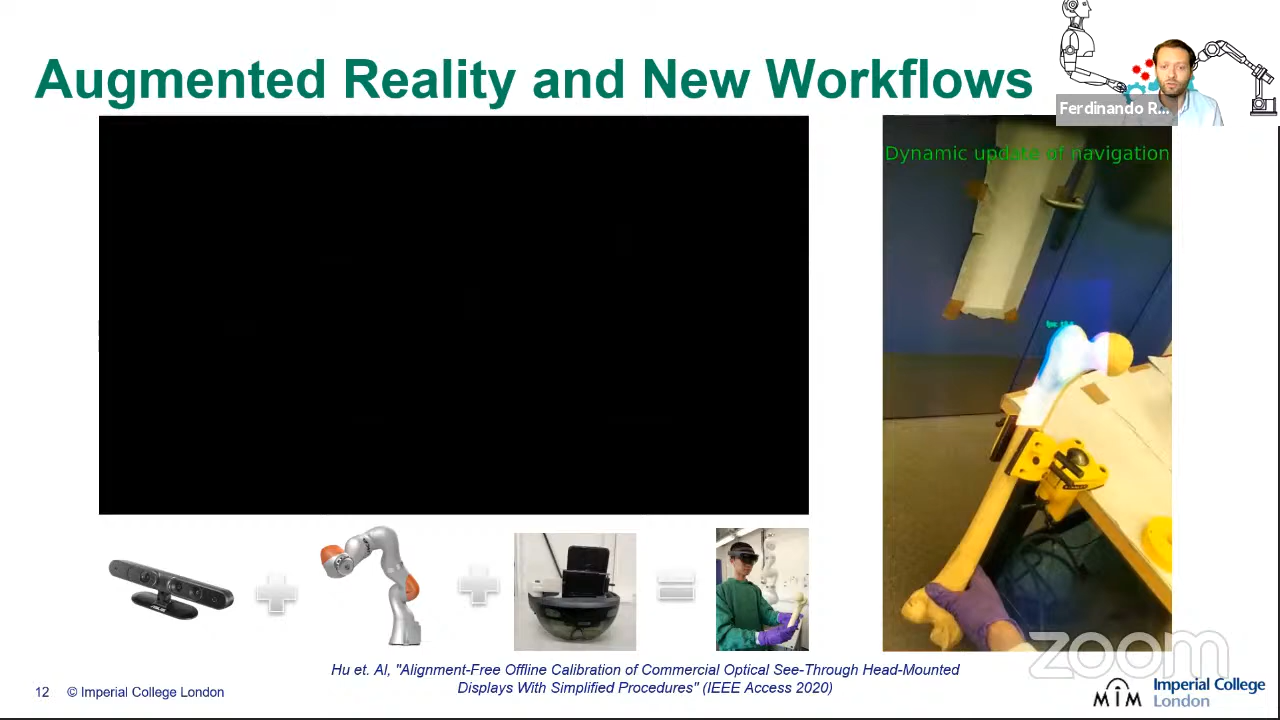 Augmented Reality and New Workflows
Ferdinando R...
Dynamic update of navigation
ASUS
Hu et. Al, "Alignment-Free Offline Calibration of Commercial Optical See-Through Head-Mounted
Displays With Simplified Procedures" (IEEE Access 2020)
zoom
12 © Imperial College London
MIM
Imperial College
London